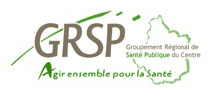 GRSP
Groupement Régional de
Santé Publique du Centre
Agir ensemble pour la Santé